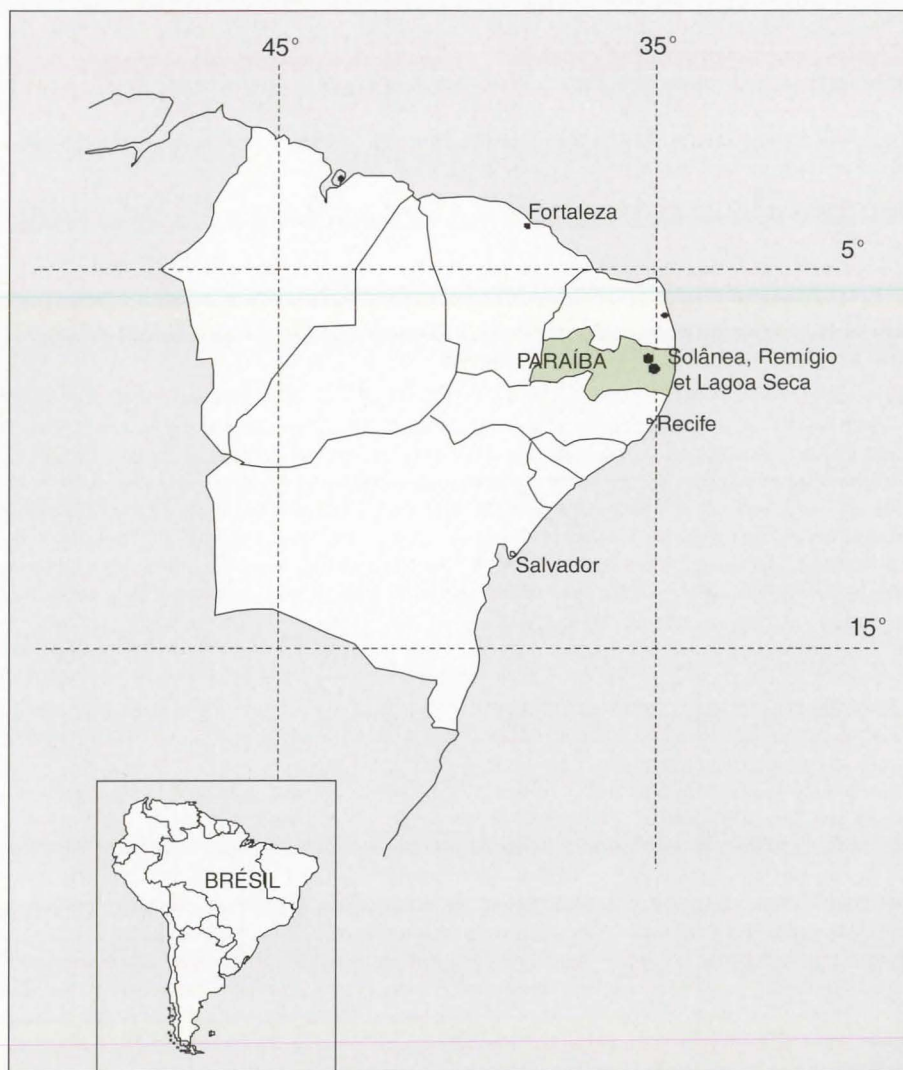 45°
35°
Fortaleza
5°
PARAÍBA
Solânea, Remígio
et Lagoa Seca
Recife
Salvador
15°
BRÉSIL